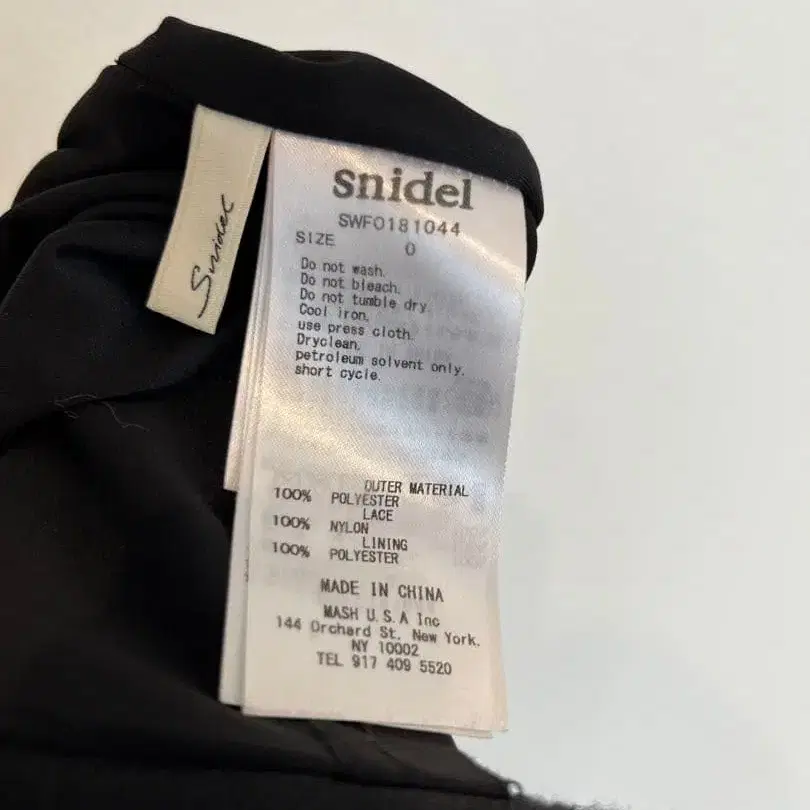 Snidel
snidel
SWFO181044
SIZE 0
Do not wash.
Do not bleach.
Do not tumble dry.
Cool iron,
use press cloth.
Dryclean,
petroleum solvent only,
short cycle.
OUTER MATERIAL
100% POLYESTER
LACE
100% NYLON
LINING
100% POLYESTER
MADE IN CHINA
MASH U.S.A Inc
144 Orchard St, New York,
NY 10002
TEL 917 409 5520